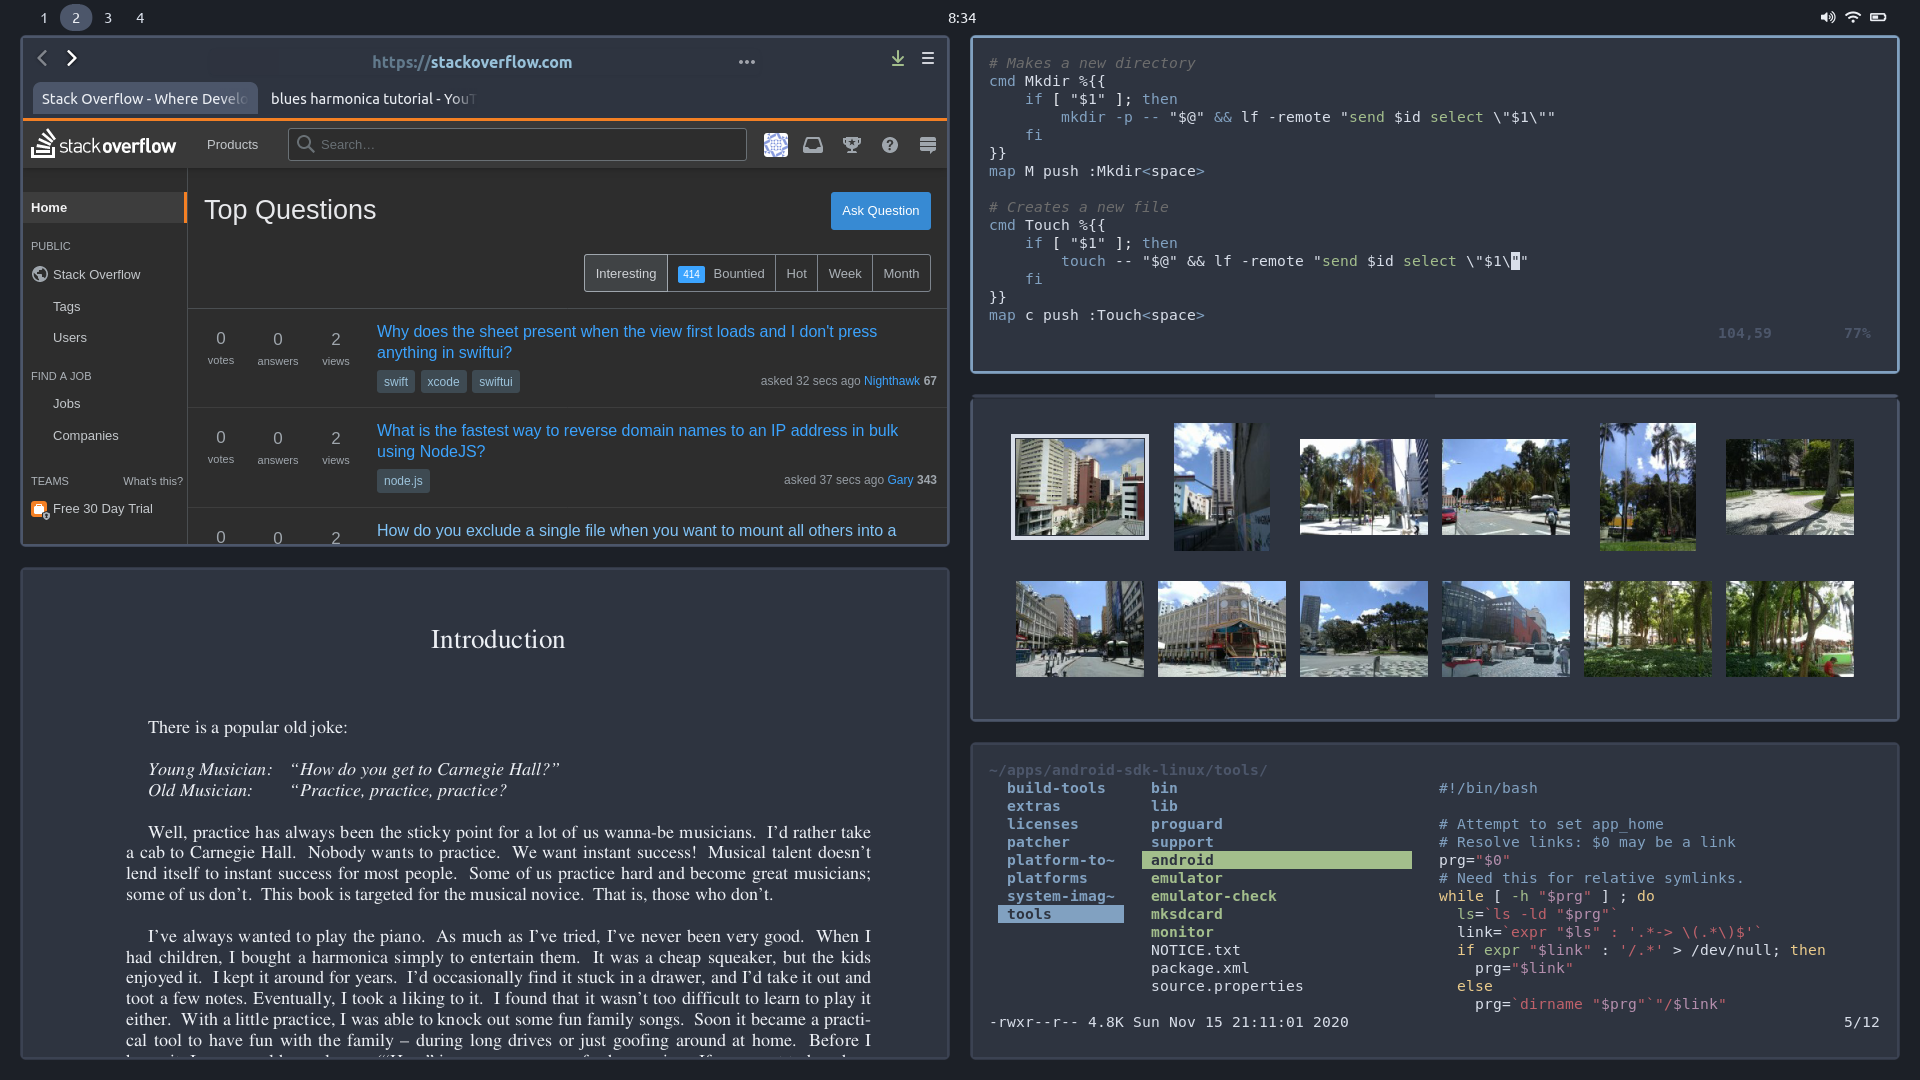 1 2 3 4
8:34
https://stackoverflow.com
Stack Overflow - Where Develo
blues harmonica tutorial - YouT
stackoverflow
Products
Search…
Home
PUBLIC
Stack Overflow
Tags
Users
FIND A JOB
Jobs
Companies
TEAMS What's this?
Free 30 Day Trial
Top Questions
Ask Question
Interesting 414 Bountied Hot Week Month
0 votes
0 answers
2 views
Why does the sheet present when the view first loads and I don't press
anything in swiftui?
swift xcode swiftui
asked 32 secs ago Nighthawk 67
0 votes
0 answers
2 views
What is the fastest way to reverse domain names to an IP address in bulk
using NodeJS?
node.js
asked 37 secs ago Gary 343
0 0 2
How do you exclude a single file when you want to mount all others into a
Introduction
There is a popular old joke:
Young Musician: “How do you get to Carnegie Hall?”
Old Musician: “Practice, practice, practice?
Well, practice has always been the sticky point for a lot of us wanna-be musicians. I’d rather take
a cab to Carnegie Hall. Nobody wants to practice. We want instant success! Musical talent doesn’t
lend itself to instant success for most people. Some of us practice hard and become great musicians;
some of us don’t. This book is targeted for the musical novice. That is, those who don’t.
I’ve always wanted to play the piano. As much as I’ve tried, I’ve never been very good. When I
had children, I bought a harmonica simply to entertain them. It was a cheap squeaker, but the kids
enjoyed it. I kept it around for years. I’d occasionally find it stuck in a drawer, and I’d take it out and
toot a few notes. Eventually, I took a liking to it. I found that it wasn’t too difficult to learn to play it
either. With a little practice, I was able to knock out some fun family songs. Soon it became a practi-
cal tool to have fun with the family – during long drives or just goofing around at home. Before I
# Makes a new directory
cmd Mkdir %{{
    if [ "$1" ]; then
        mkdir -p -- "$@" && lf -remote "send $id select \"$1\""
    fi
}}
map M push :Mkdir<space>
# Creates a new file
cmd Touch %{{
    if [ "$1" ]; then
        touch -- "$@" && lf -remote "send $id select \"$1\""
    fi
}}
map c push :Touch<space>
104,59 77%
~/apps/android-sdk-linux/tools/
build-tools
extras
licenses
patcher
platform-to~
platforms
system-imag~
tools
bin
lib
proguard
support
android
emulator
emulator-check
mksdcard
monitor
NOTICE.txt
package.xml
source.properties
#!/bin/bash
# Attempt to set app_home
# Resolve links: $0 may be a link
prg="$0"
# Need this for relative symlinks.
while [ -h "$prg" ] ; do
  ls=`ls -ld "$prg"`
  link=`expr "$ls" : '.*-> \(.*\)$'`
  if expr "$link" : '/.*' > /dev/null; then
    prg="$link"
  else
    prg=`dirname "$prg"`"/$link"
-rwxr--r-- 4.8K Sun Nov 15 21:11:01 2020 5/12